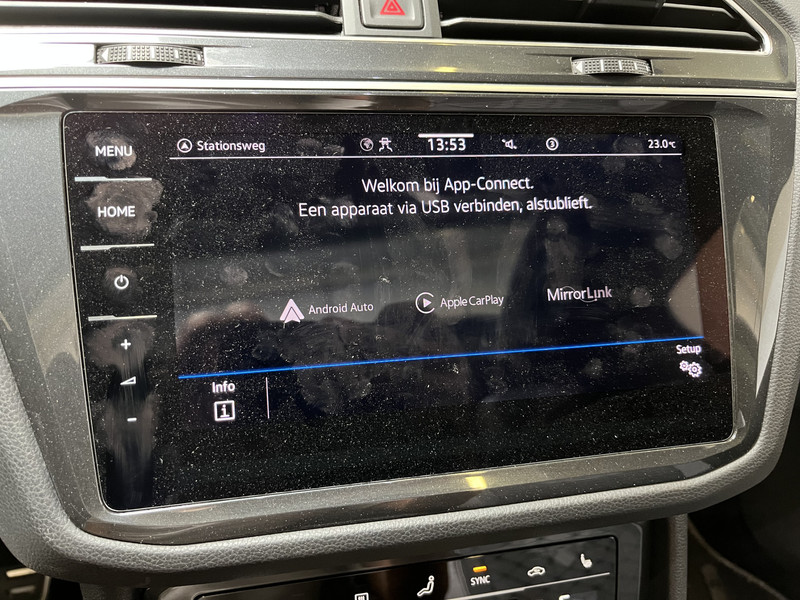 MENU
Stationsweg
13:53
3
23.0°C
HOME
Welkom bij App-Connect.
Een apparaat via USB verbinden, alstublieft.
Android Auto
Apple CarPlay
MirrorLink
+
-
Setup
Info
i
SYNC